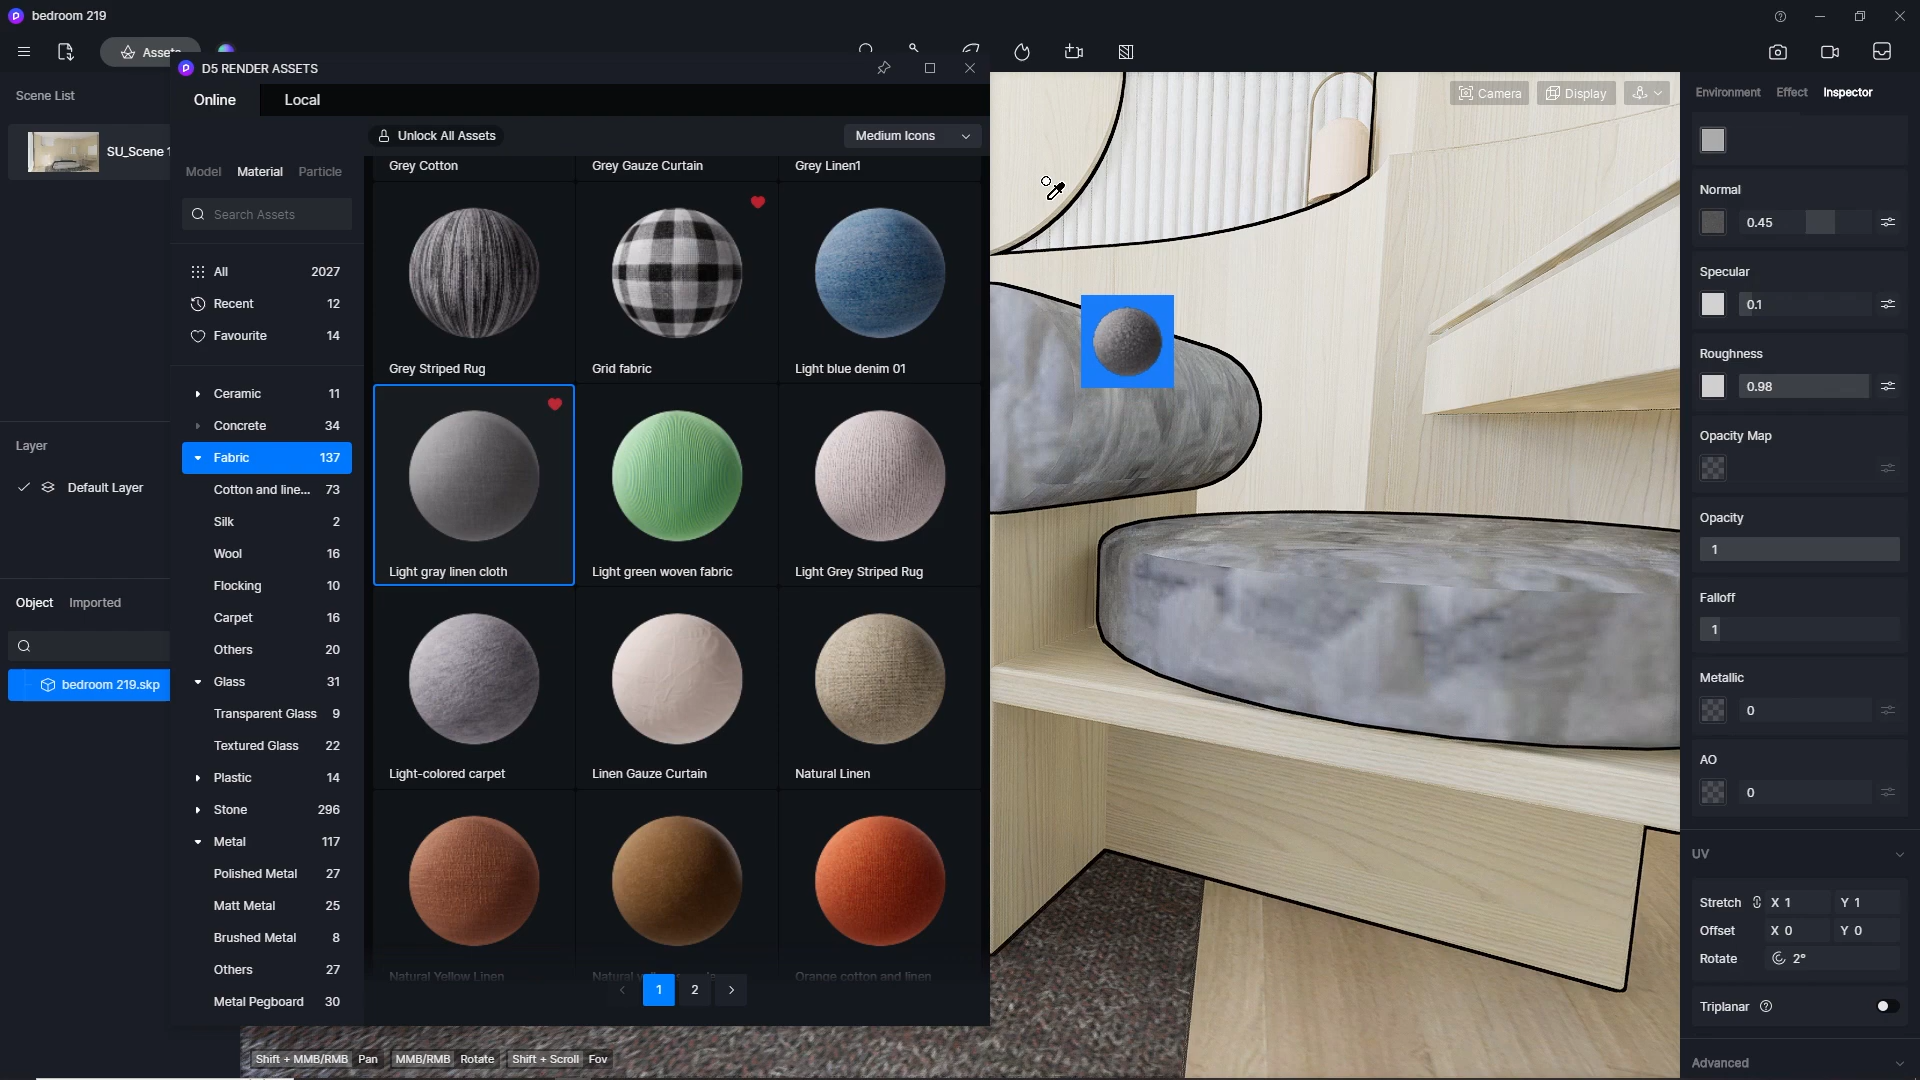 bedroom 219
Assets
D5 RENDER ASSETS
Camera
Display
Environment
Effect
Inspector
Scene List
SU_Scene 1
Layer
Default Layer
Object
Imported
bedroom 219.skp
Online
Local
Unlock All Assets
Medium Icons
Model
Material
Particle
Search Assets
All 2027
Recent 12
Favourite 14
Ceramic 11
Concrete 34
Fabric 137
Cotton and line... 73
Silk 2
Wool 16
Flocking 10
Carpet 16
Others 20
Glass 31
Transparent Glass 9
Textured Glass 22
Plastic 14
Stone 296
Metal 117
Polished Metal 27
Matt Metal 25
Brushed Metal 8
Others 27
Metal Pegboard 30
Grey Cotton
Grey Gauze Curtain
Grey Linen1
Grey Striped Rug
Grid fabric
Light blue denim 01
Light gray linen cloth
Light green woven fabric
Light Grey Striped Rug
Light-colored carpet
Linen Gauze Curtain
Natural Linen
Natural Yellow Linen
Orange cotton and linen
1
2
Shift + MMB/RMB Pan
MMB/RMB Rotate
Shift + Scroll Fov
Normal
0.45
Specular
0.1
Roughness
0.98
Opacity Map
Opacity
1
Falloff
1
Metallic
0
AO
0
UV
Stretch X 1 Y 1
Offset X 0 Y 0
Rotate 2°
Triplanar
Advanced